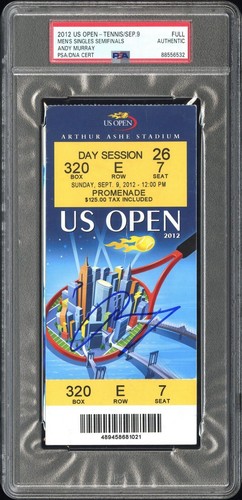 2012 US OPEN - TENNIS/SEP.9 FULL
MEN'S SINGLES SEMIFINALS AUTHENTIC
ANDY MURRAY
PSA/DNA CERT PSA 88556532
US OPEN
ARTHUR ASHE STADIUM
DAY SESSION 26
320 E 7
BOX ROW SEAT
SUNDAY, SEPT. 9, 2012 - 12:00 PM
PROMENADE
$125.00 TAX INCLUDED
US OPEN
2012
320 E 7
BOX ROW SEAT
489458681021